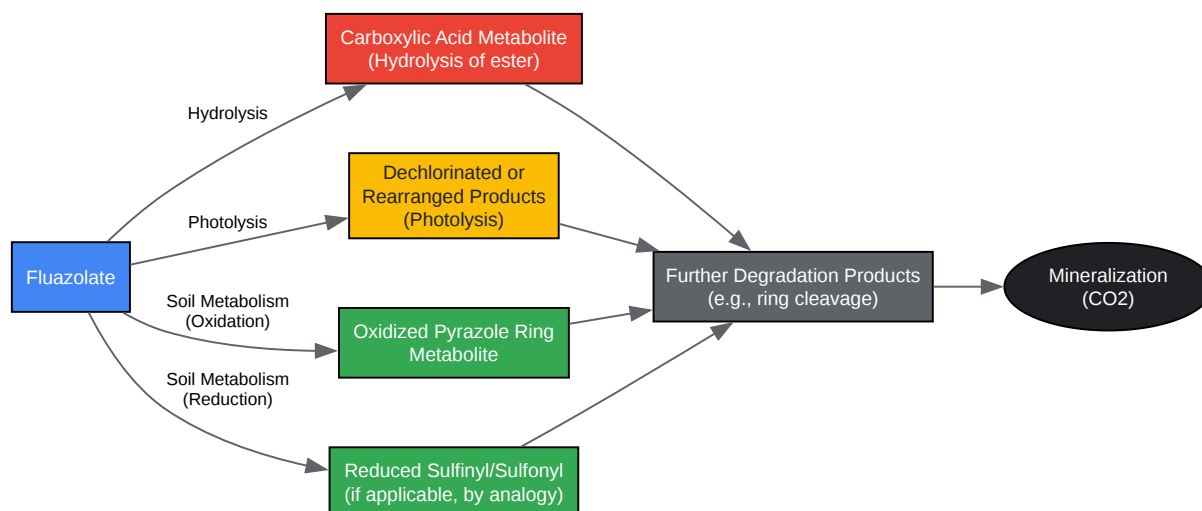 Carboxylic Acid Metabolite
(Hydrolysis of ester)
Hydrolysis
Dechlorinated or
Rearranged Products
(Photolysis)
Photolysis
Fluazolate
Further Degradation Products
(e.g., ring cleavage)
Mineralization
(CO2)
Soil Metabolism
(Oxidation)
Oxidized Pyrazole Ring
Metabolite
Soil Metabolism
(Reduction)
Reduced Sulfinyl/Sulfonyl
(if applicable, by analogy)